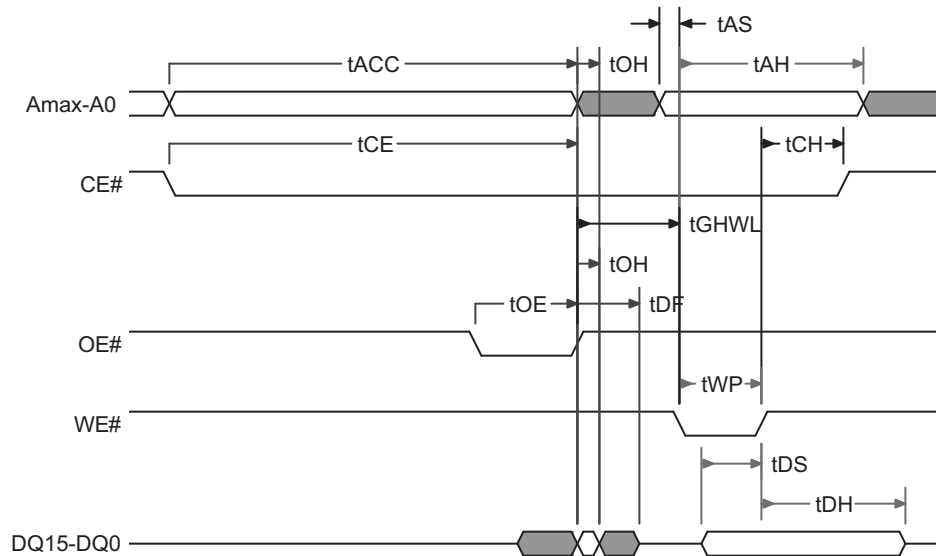 tAS
tACC
tOH
tAH
Amax-A0
tCE
tCH
CE#
tGHWL
tOH
tOE
tDF
OE#
tWP
WE#
tDS
tDH
DQ15-DQ0